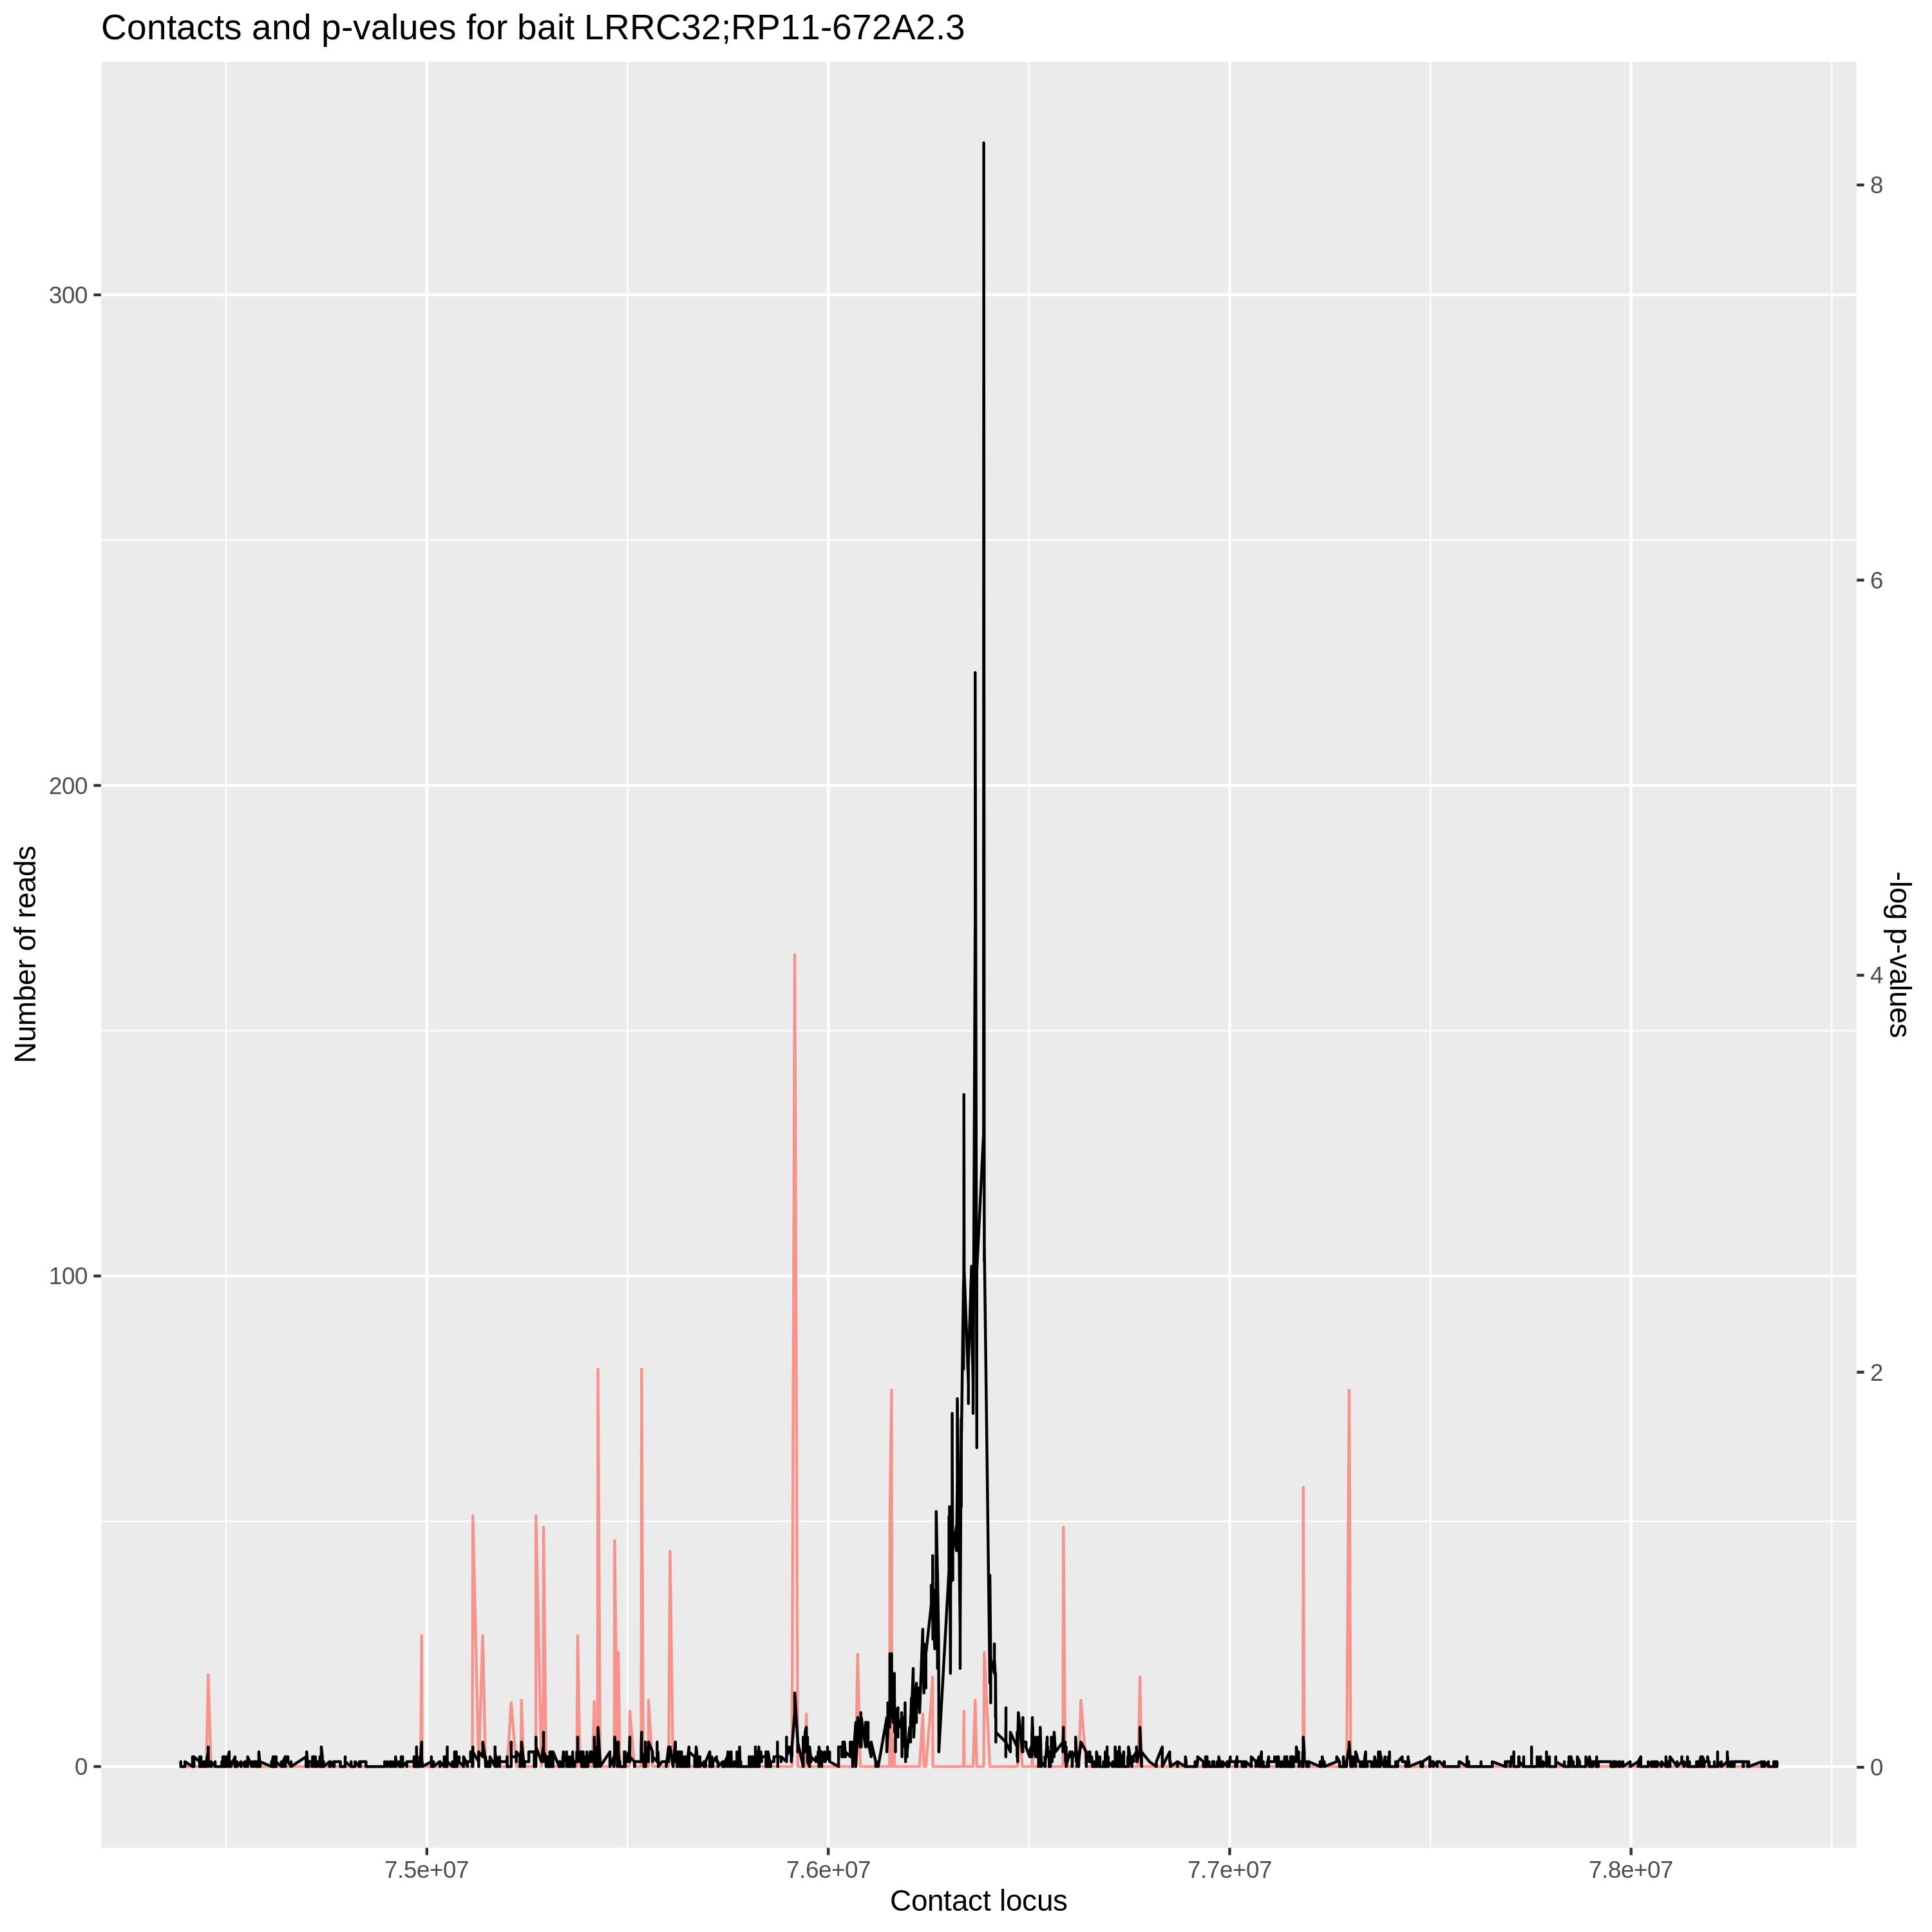 Contacts and p-values for bait LRRC32;RP11-672A2.3
Number of reads
300
200
100
0
8
6
4
2
0
-log p-values
7.5e+07
7.6e+07
7.7e+07
7.8e+07
Contact locus